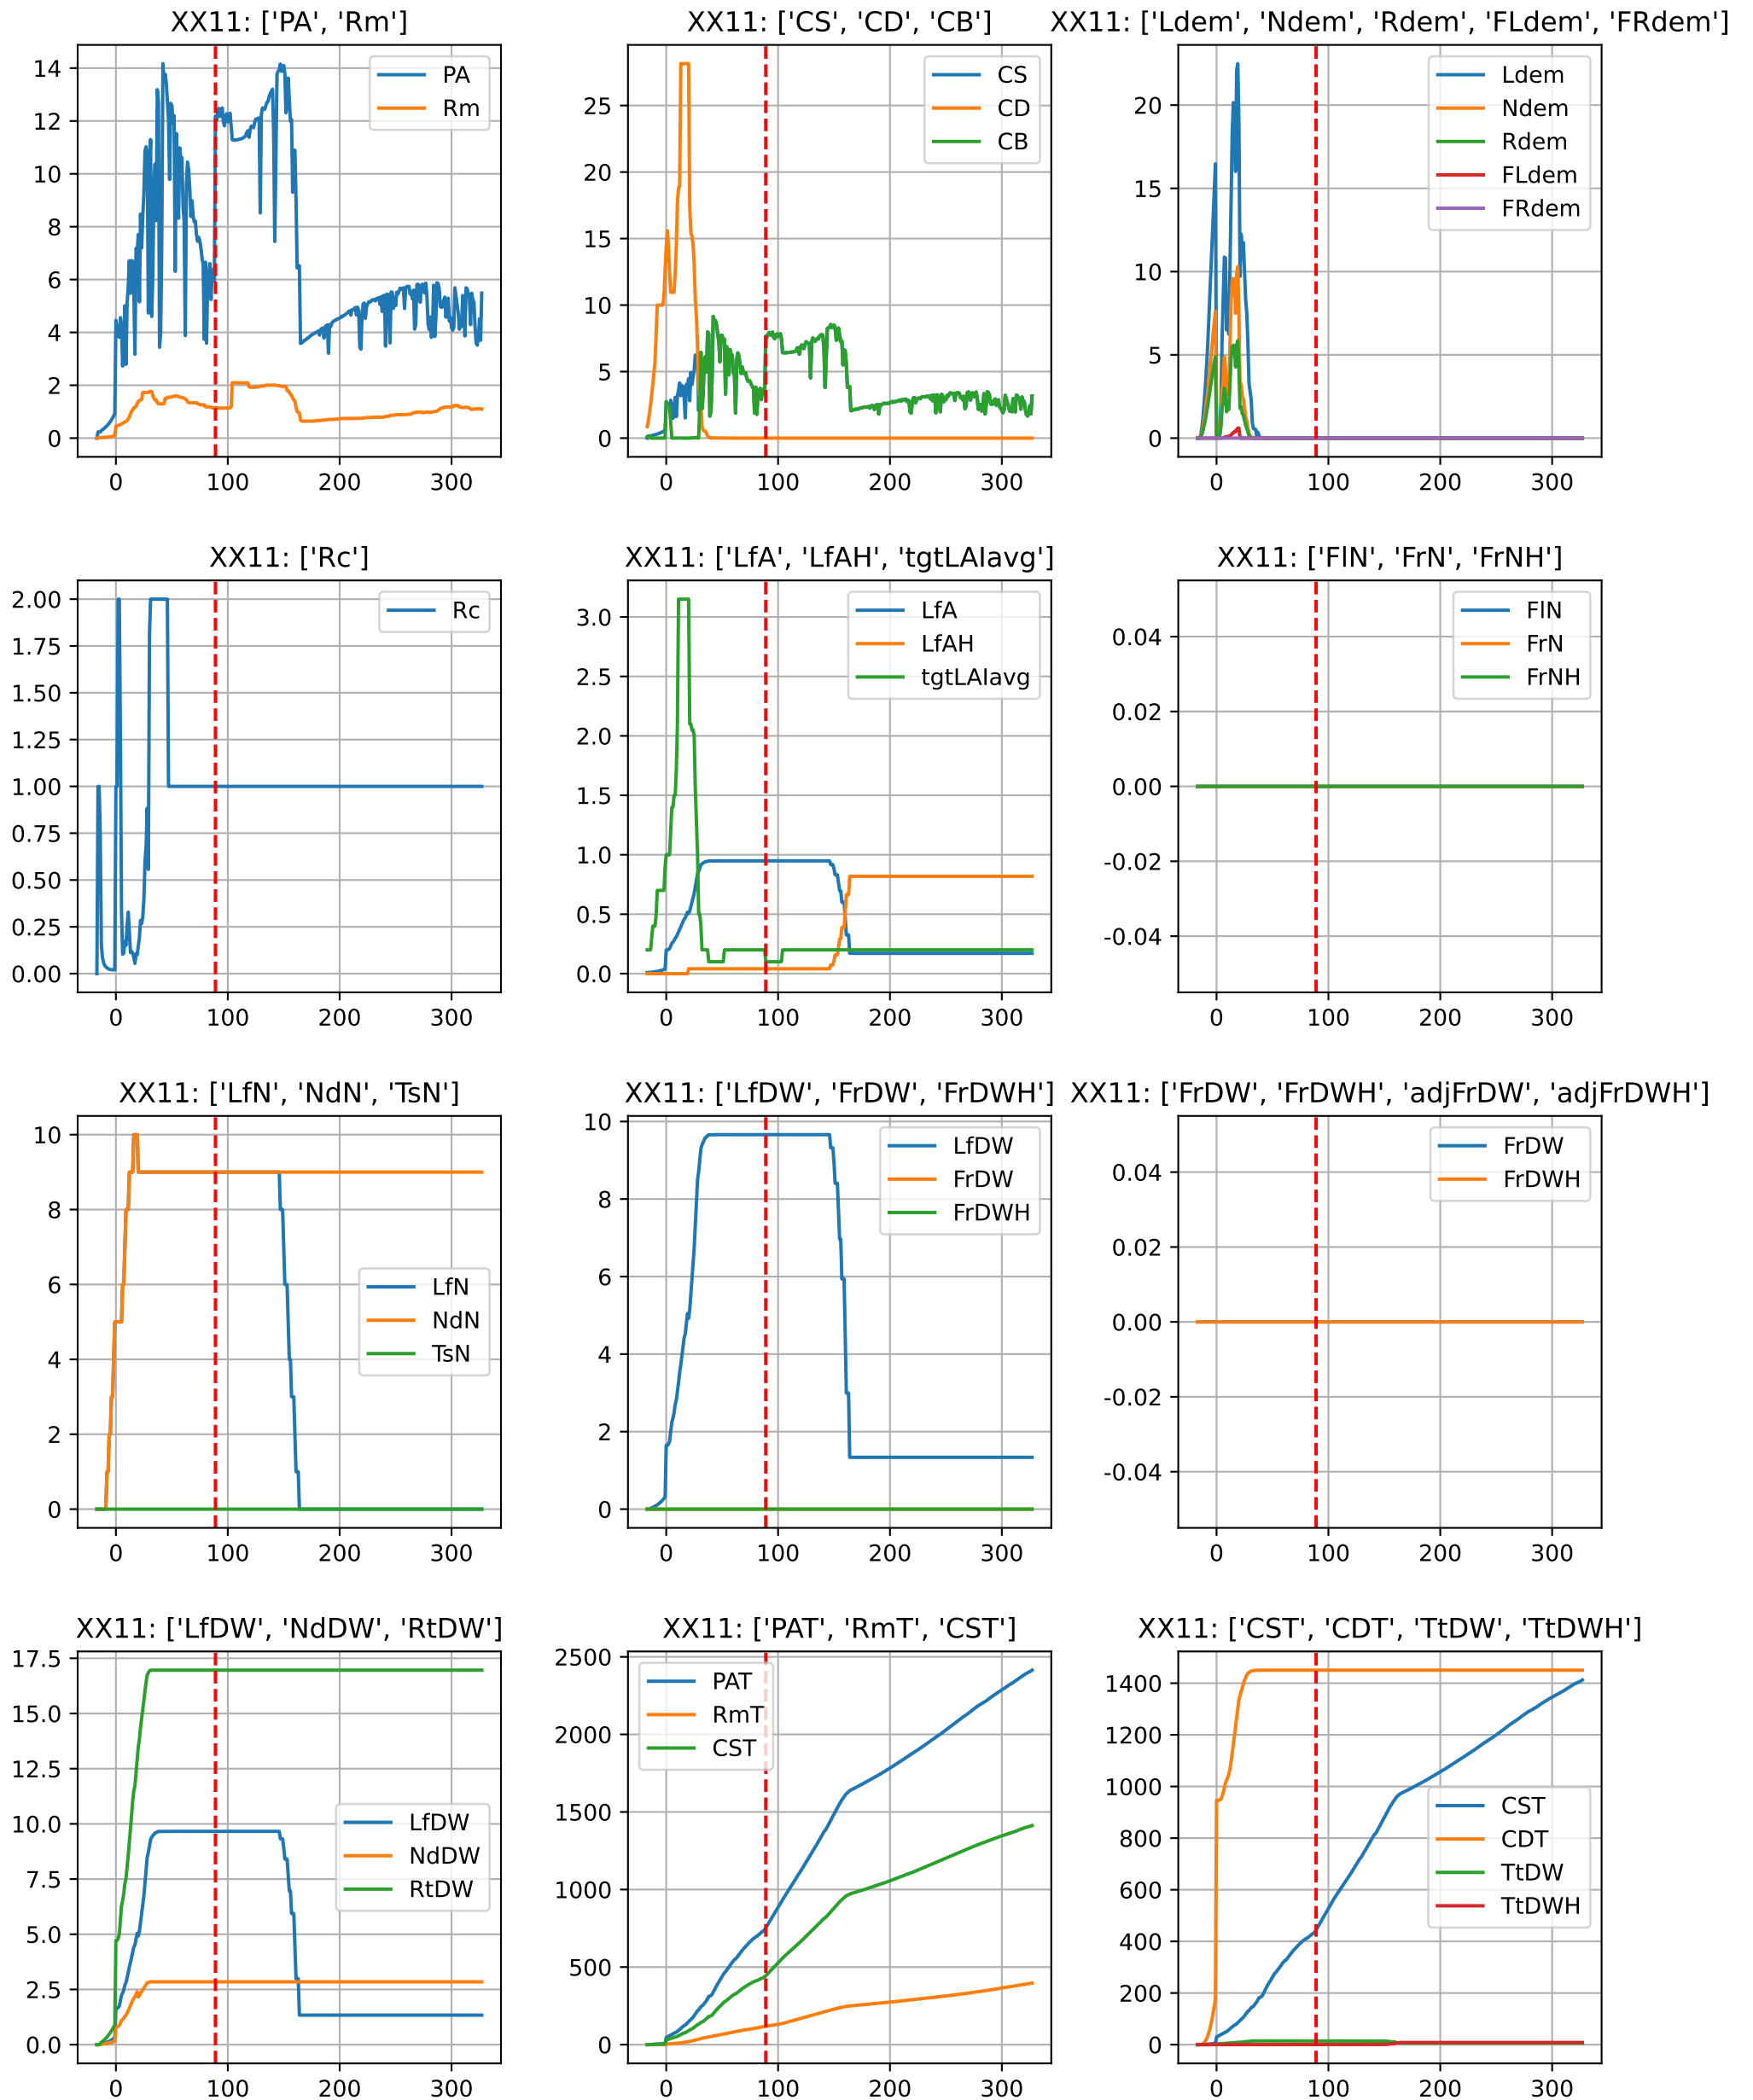 XX11: ['PA', 'Rm']
14
12
10
8
6
4
2
0
0 100 200 300
PA
Rm
XX11: ['CS', 'CD', 'CB']
25
20
15
10
5
0
0 100 200 300
CS
CD
CB
XX11: ['Ldem', 'Ndem', 'Rdem', 'FLdem', 'FRdem']
20
15
10
5
0
0 100 200 300
Ldem
Ndem
Rdem
FLdem
FRdem
XX11: ['Rc']
2.00
1.75
1.50
1.25
1.00
0.75
0.50
0.25
0.00
0 100 200 300
Rc
XX11: ['LfA', 'LfAH', 'tgtLAIavg']
3.0
2.5
2.0
1.5
1.0
0.5
0.0
0 100 200 300
LfA
LfAH
tgtLAIavg
XX11: ['FlN', 'FrN', 'FrNH']
0.04
0.02
0.00
-0.02
-0.04
0 100 200 300
FlN
FrN
FrNH
XX11: ['LfN', 'NdN', 'TsN']
10
8
6
4
2
0
0 100 200 300
LfN
NdN
TsN
XX11: ['LfDW', 'FrDW', 'FrDWH']
10
8
6
4
2
0
0 100 200 300
LfDW
FrDW
FrDWH
XX11: ['FrDW', 'FrDWH', 'adjFrDW', 'adjFrDWH']
0.04
0.02
0.00
-0.02
-0.04
0 100 200 300
FrDW
FrDWH
XX11: ['LfDW', 'NdDW', 'RtDW']
17.5
15.0
12.5
10.0
7.5
5.0
2.5
0.0
0 100 200 300
LfDW
NdDW
RtDW
XX11: ['PAT', 'RmT', 'CST']
2500
2000
1500
1000
500
0
0 100 200 300
PAT
RmT
CST
XX11: ['CST', 'CDT', 'TtDW', 'TtDWH']
1400
1200
1000
800
600
400
200
0
0 100 200 300
CST
CDT
TtDW
TtDWH